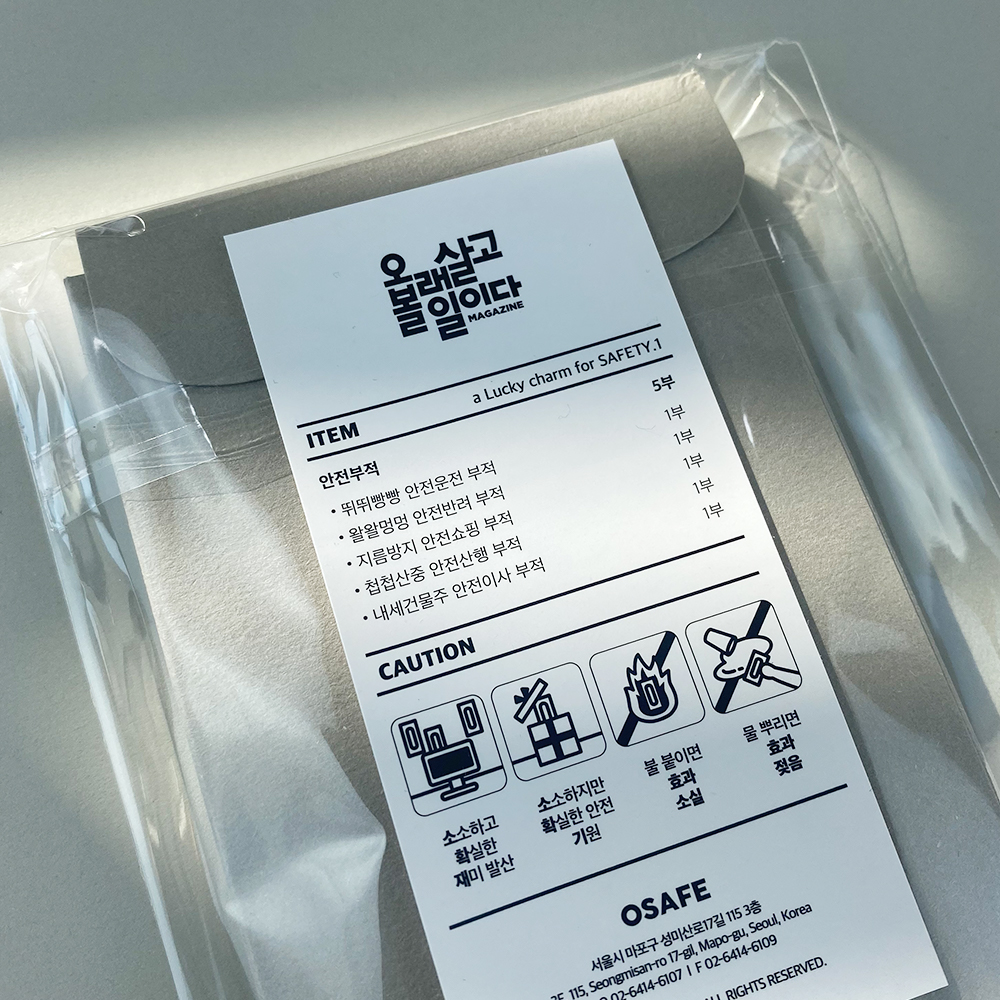 오래살고
볼일이다
MAGAZINE
a Lucky charm for SAFETY.1
ITEM
안전부적 5부
• 뛰뛰빵빵 안전운전 부적 1부
• 왈왈멍멍 안전반려 부적 1부
• 지름방지 안전쇼핑 부적 1부
• 첩첩산중 안전산행 부적 1부
• 내세건물주 안전이사 부적 1부
CAUTION
소소하고
확실한
재미 발산
소소하지만
확실한 안전
기원
불 붙이면
효과
소실
물 뿌리면
효과
젖음
OSAFE
서울시 마포구 성미산로17길 115 3층
3F, 115, Seongmisan-ro 17-gil, Mapo-gu, Seoul, Korea
02-6414-6107 I F 02-6414-6109
ALL RIGHTS RESERVED.